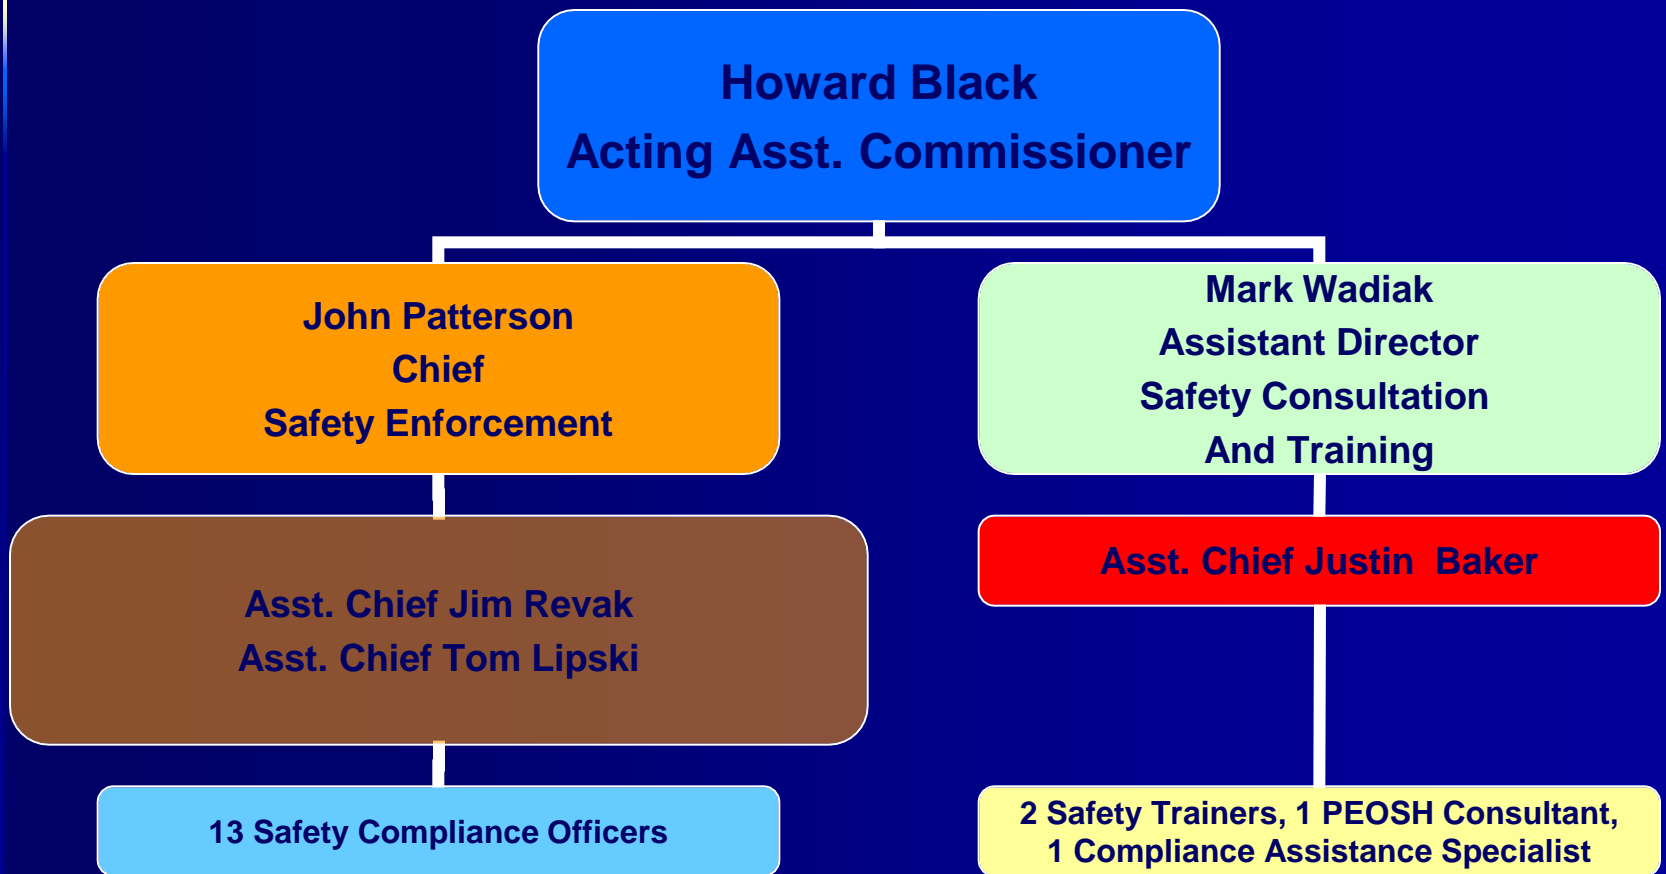 Howard Black
Acting Asst. Commissioner
John Patterson
Chief
Safety Enforcement
Mark Wadiak
Assistant Director
Safety Consultation
And Training
Asst. Chief Jim Revak
Asst. Chief Tom Lipski
Asst. Chief Justin Baker
13 Safety Compliance Officers
2 Safety Trainers, 1 PEOSH Consultant,
1 Compliance Assistance Specialist